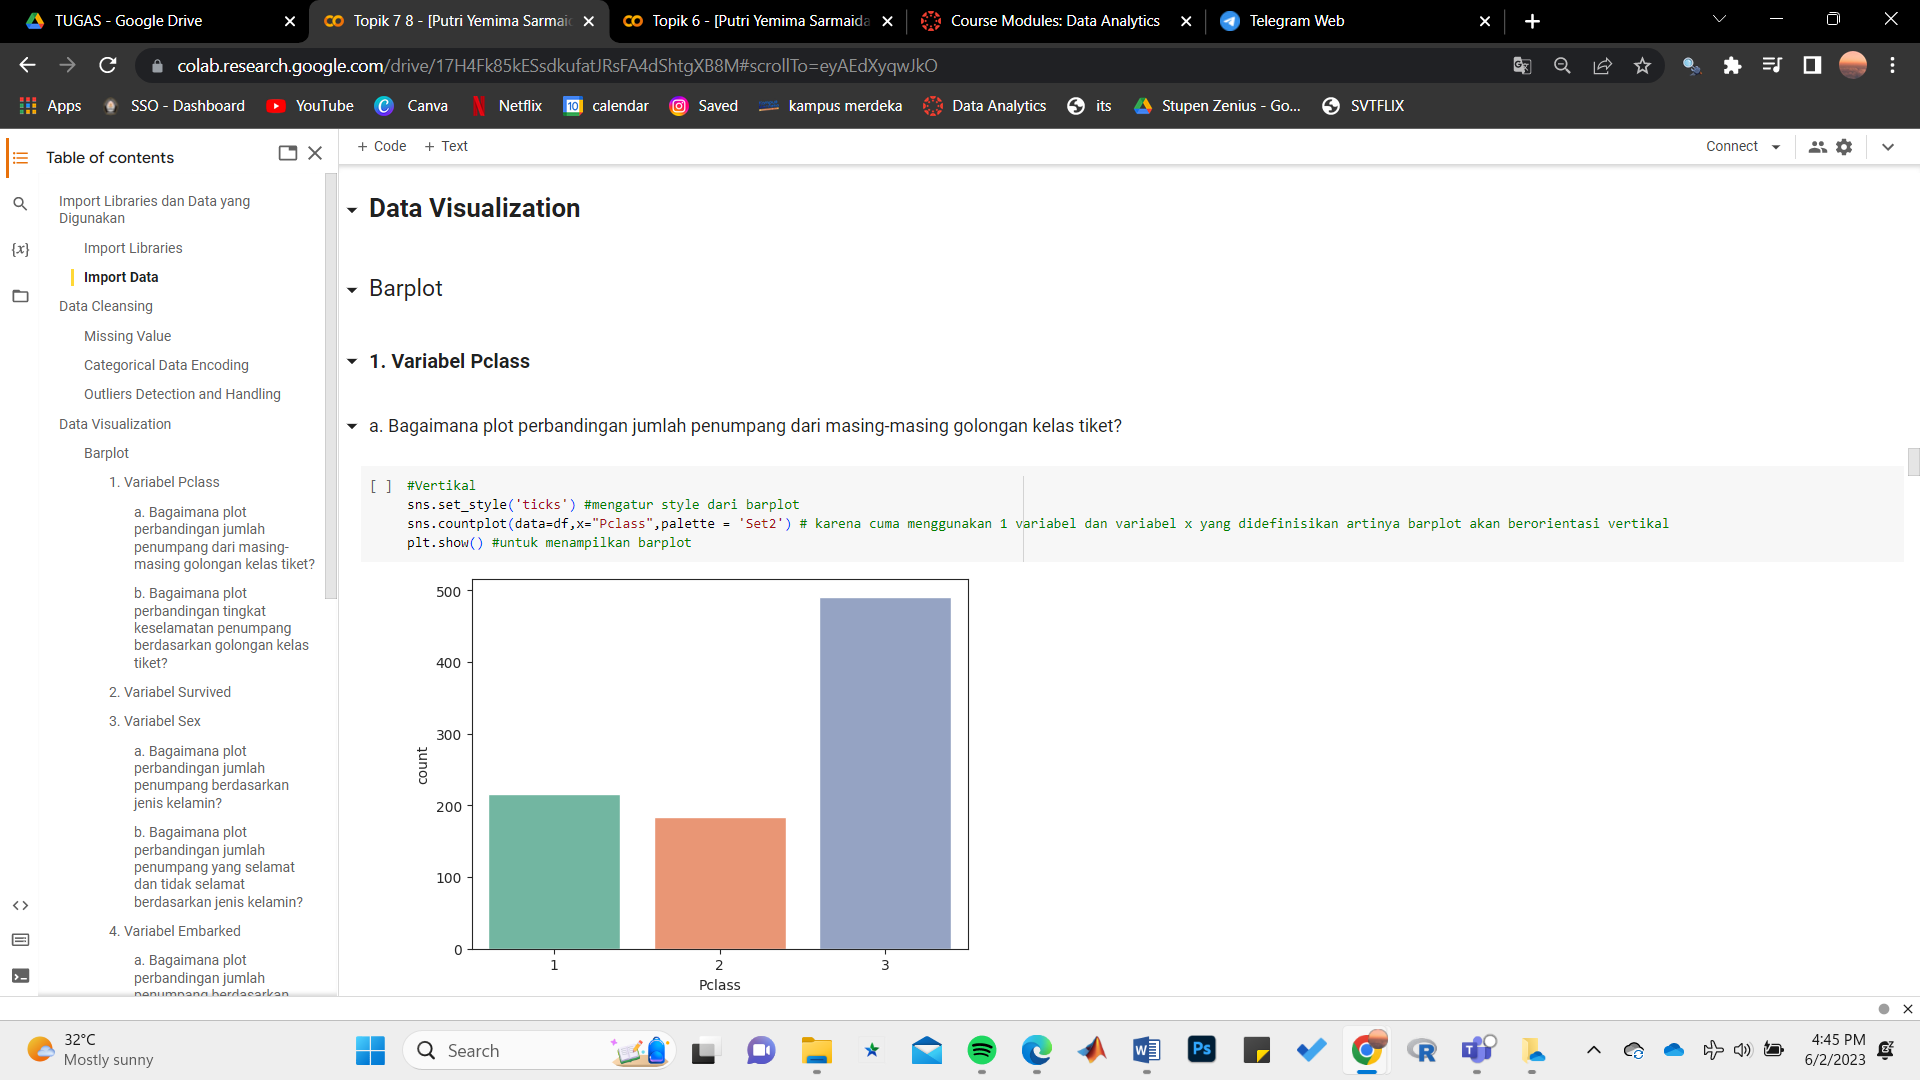 TUGAS - Google Drive
Topik 7 8 - [Putri Yemima Sarmaid
Topik 6 - [Putri Yemima Sarmaida
Course Modules: Data Analytics
Telegram Web
colab.research.google.com/drive/17H4Fk85kESsdkufatJRsFA4dShtgXB8M#scrollTo=eyAEdXyqwJkO
Apps
SSO - Dashboard
YouTube
Canva
Netflix
10
calendar
Saved
kampus merdeka
Data Analytics
its
Stupen Zenius - Go...
SVTFLIX
Table of contents
Import Libraries dan Data yang
Digunakan
Import Libraries
Import Data
Data Cleansing
Missing Value
Categorical Data Encoding
Outliers Detection and Handling
Data Visualization
Barplot
1. Variabel Pclass
a. Bagaimana plot
perbandingan jumlah
penumpang dari masing-
masing golongan kelas tiket?
b. Bagaimana plot
perbandingan tingkat
keselamatan penumpang
berdasarkan golongan kelas
tiket?
2. Variabel Survived
3. Variabel Sex
a. Bagaimana plot
perbandingan jumlah
penumpang berdasarkan
jenis kelamin?
b. Bagaimana plot
perbandingan jumlah
penumpang yang selamat
dan tidak selamat
berdasarkan jenis kelamin?
4. Variabel Embarked
a. Bagaimana plot
perbandingan jumlah
penumpang berdasarkan
{x}
+ Code + Text
Connect
Data Visualization
Barplot
1. Variabel Pclass
a. Bagaimana plot perbandingan jumlah penumpang dari masing-masing golongan kelas tiket?
[ ] #Vertikal
sns.set_style('ticks') #mengatur style dari barplot
sns.countplot(data=df,x="Pclass",palette = 'Set2') # karena cuma menggunakan 1 variabel dan variabel x yang didefinisikan artinya barplot akan berorientasi vertikal
plt.show() #untuk menampilkan barplot
500
400
300
200
100
0
count
1 2 3
Pclass
32°C
Mostly sunny
Search
Ps
4:45 PM
6/2/2023